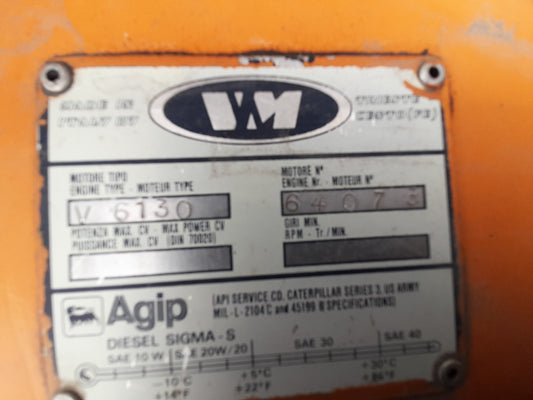 MADE IN
ITALY BY
VM
TRIESTE
CESTO (FE)
MOTORE TIPO
ENGINE TYPE - MOTEUR TYPE
V 6130
MOTORE N°
ENGINE Nr. - MOTEUR N°
64073
POTENZA MAX. CV - MAX POWER CV
PUISSANCE MAX. CV (DIN 70020)
GIRI MIN.
RPM - Tr./MIN.
Agip
(API SERVICE CD, CATERPILLAR SERIES 3, US ARMY
MIL-L-2104 C and 45199 B SPECIFICATIONS)
DIESEL SIGMA-S
SAE 10 W SAE 20W/20 SAE 30 SAE 40
-10°C +5°C +30°C
+14°F +22°F +86°F